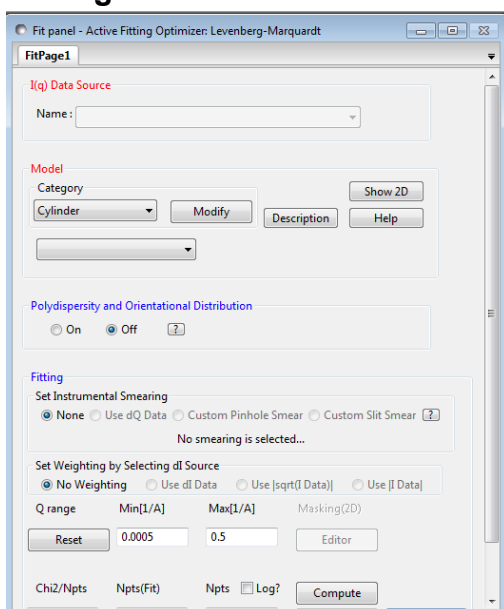 Fit panel - Active Fitting Optimizer: Levenberg-Marquardt
FitPage1
I(q) Data Source
Name :
Model
Category
Show 2D
Cylinder
Modify
Description
Help
Polydispersity and Orientational Distribution
On Off ?
Fitting
Set Instrumental Smearing
None Use dQ Data Custom Pinhole Smear Custom Slit Smear ?
No smearing is selected...
Set Weighting by Selecting dI Source
No Weighting Use dI Data Use |sqrt(I Data)| Use |I Data|
Q range Min[1/A] Max[1/A] Masking(2D)
Reset 0.0005 0.5 Editor
Chi2/Npts Npts(Fit) Npts Log? Compute